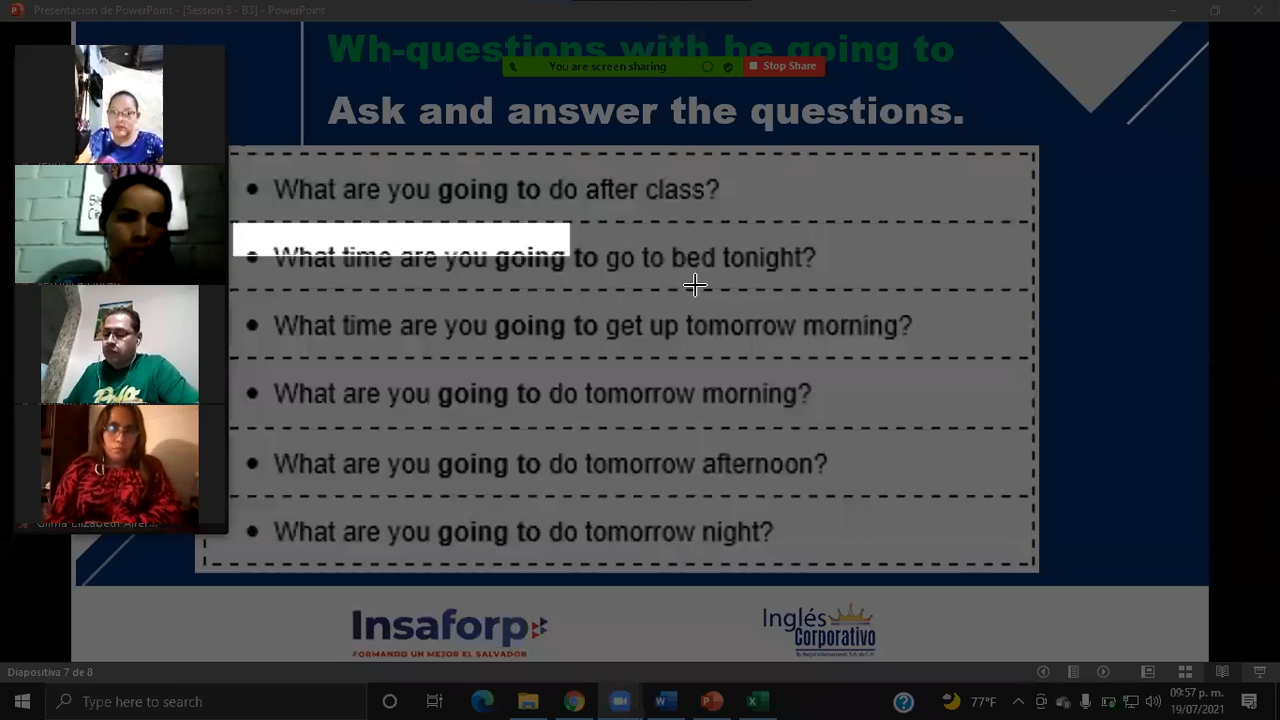 Presentación de PowerPoint - [Session 3 - B3] - PowerPoint
Wh-questions with be going to
You are screen sharing
Stop Share
Ask and answer the questions.
• What are you going to do after class?
• What time are you going to go to bed tonight?
• What time are you going to get up tomorrow morning?
• What are you going to do tomorrow morning?
• What are you going to do tomorrow afternoon?
• What are you going to do tomorrow night?
Insaforp
FORMANDO UN MEJOR EL SALVADOR
Inglés
Corporativo
Diapositiva 7 de 8
Type here to search
77°F
09:57 p. m.
19/07/2021